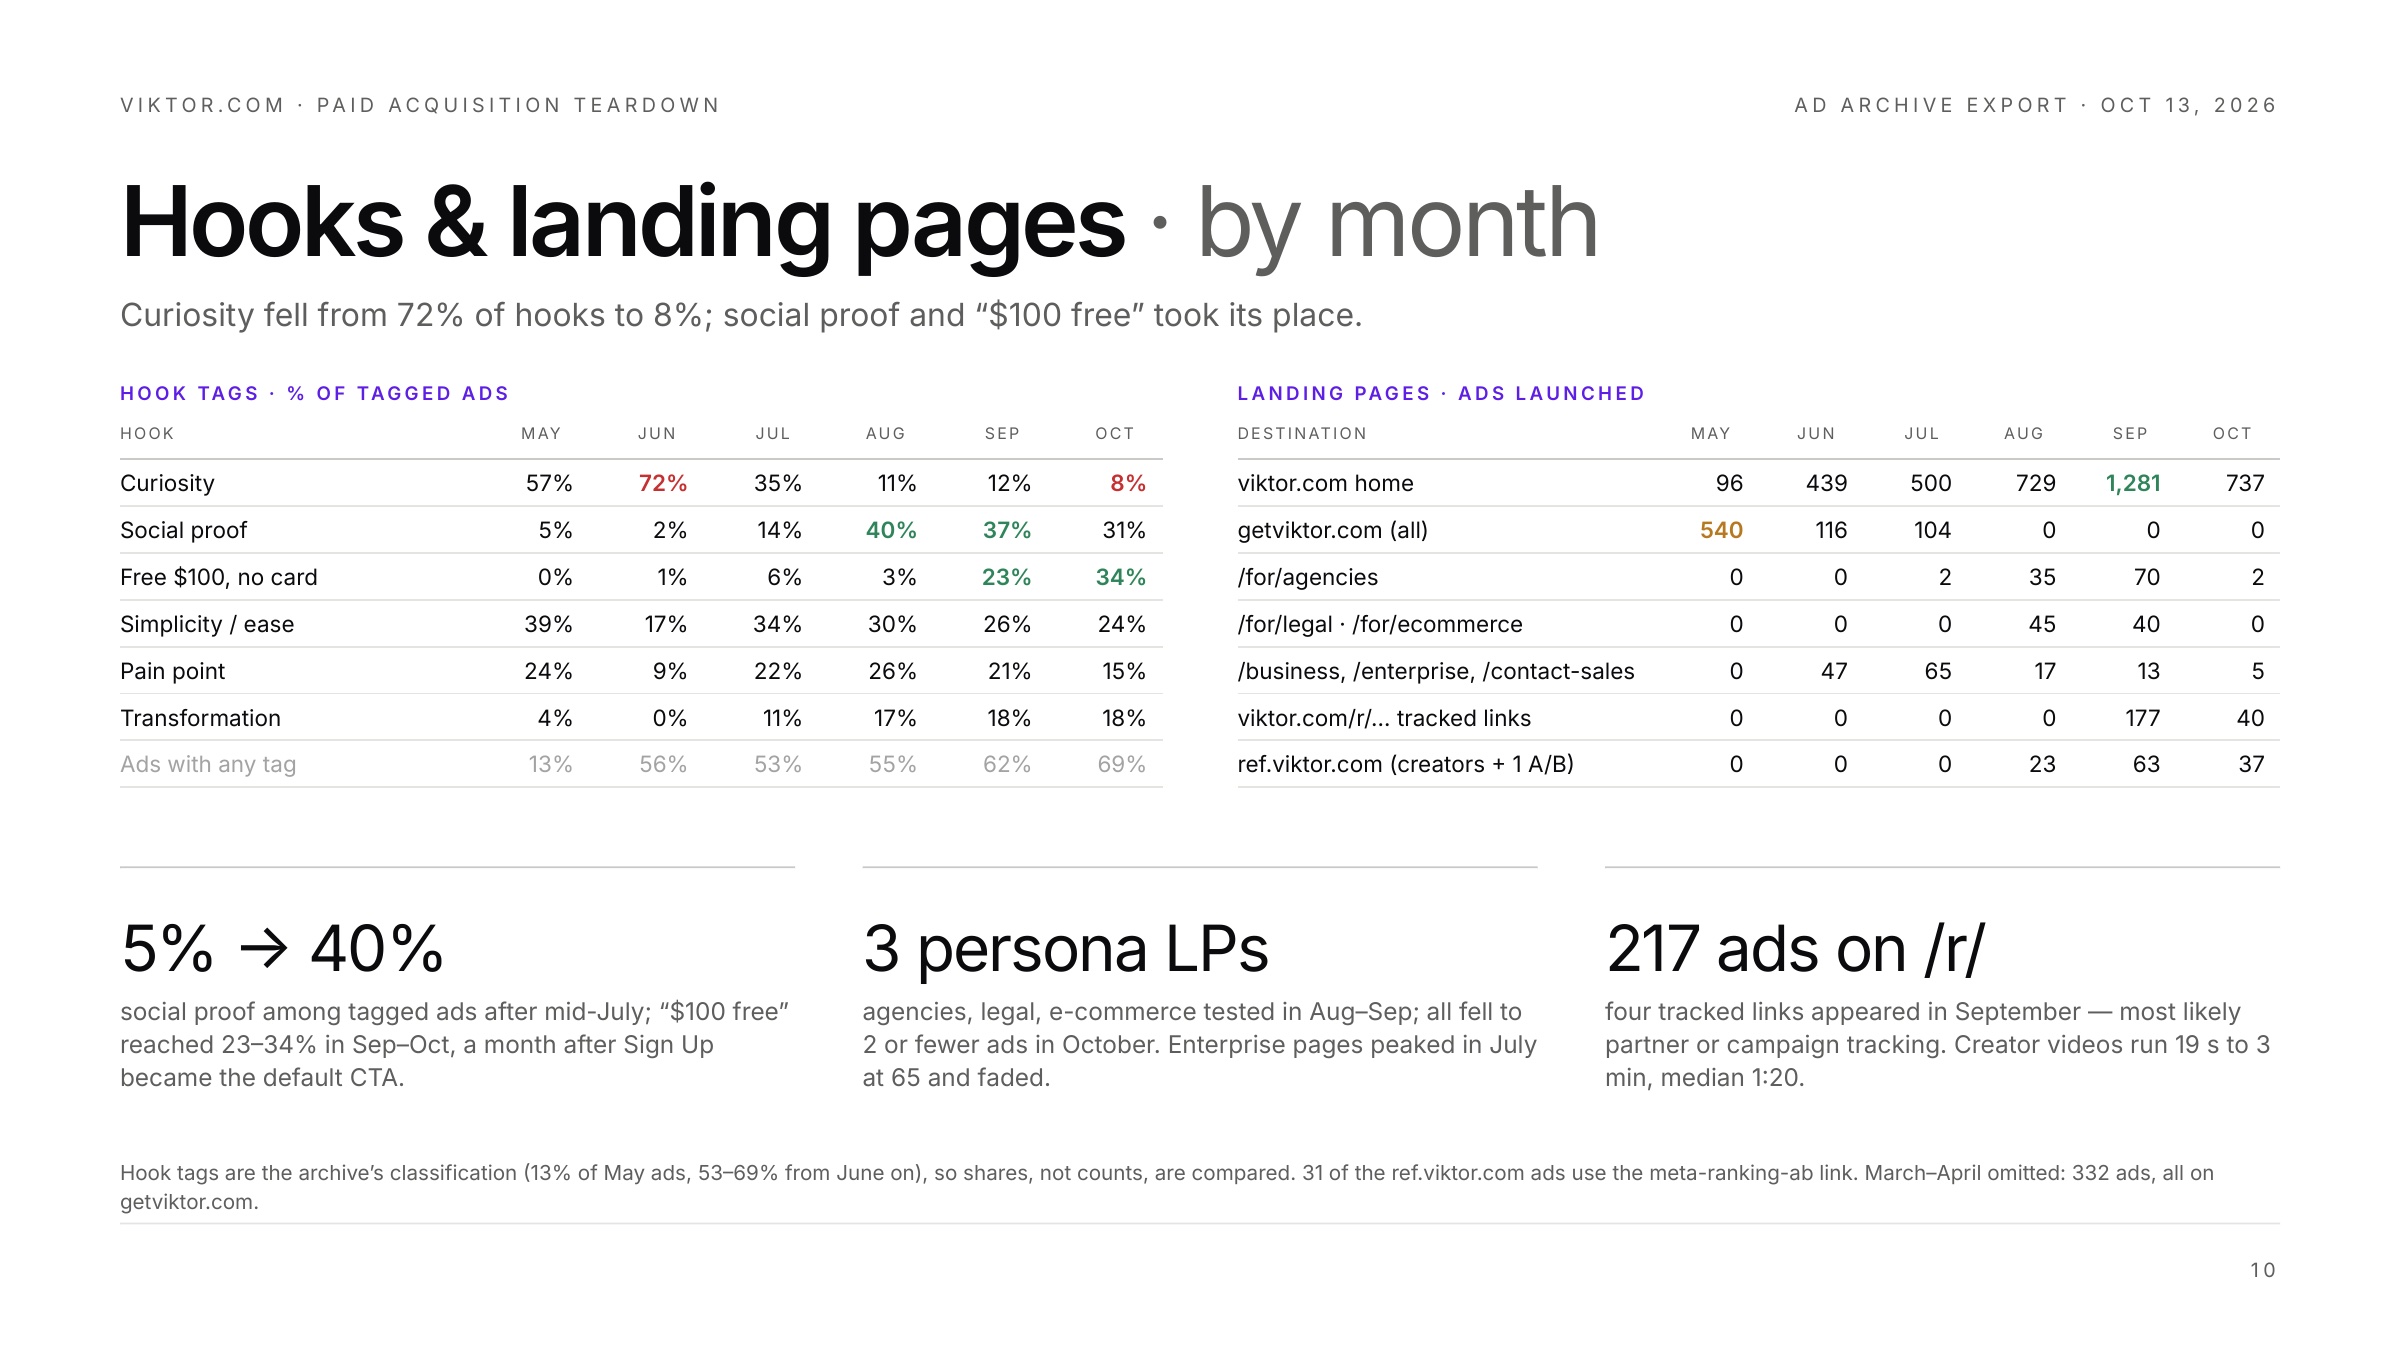 VIKTOR.COM · PAID ACQUISITION TEARDOWN
AD ARCHIVE EXPORT · OCT 13, 2026
Hooks & landing pages · by month
Curiosity fell from 72% of hooks to 8%; social proof and “$100 free” took its place.
HOOK TAGS · % OF TAGGED ADS
HOOK MAY JUN JUL AUG SEP OCT
Curiosity 57% 72% 35% 11% 12% 8%
Social proof 5% 2% 14% 40% 37% 31%
Free $100, no card 0% 1% 6% 3% 23% 34%
Simplicity / ease 39% 17% 34% 30% 26% 24%
Pain point 24% 9% 22% 26% 21% 15%
Transformation 4% 0% 11% 17% 18% 18%
Ads with any tag 13% 56% 53% 55% 62% 69%
LANDING PAGES · ADS LAUNCHED
DESTINATION MAY JUN JUL AUG SEP OCT
viktor.com home 96 439 500 729 1,281 737
getviktor.com (all) 540 116 104 0 0 0
/for/agencies 0 0 2 35 70 2
/for/legal · /for/ecommerce 0 0 0 45 40 0
/business, /enterprise, /contact-sales 0 47 65 17 13 5
viktor.com/r/… tracked links 0 0 0 0 177 40
ref.viktor.com (creators + 1 A/B) 0 0 0 23 63 37
5% → 40%
social proof among tagged ads after mid-July; “$100 free”
reached 23–34% in Sep–Oct, a month after Sign Up
became the default CTA.
3 persona LPs
agencies, legal, e-commerce tested in Aug–Sep; all fell to
2 or fewer ads in October. Enterprise pages peaked in July
at 65 and faded.
217 ads on /r/
four tracked links appeared in September — most likely
partner or campaign tracking. Creator videos run 19 s to 3
min, median 1:20.
Hook tags are the archive’s classification (13% of May ads, 53–69% from June on), so shares, not counts, are compared. 31 of the ref.viktor.com ads use the meta-ranking-ab link. March–April omitted: 332 ads, all on
getviktor.com.
10